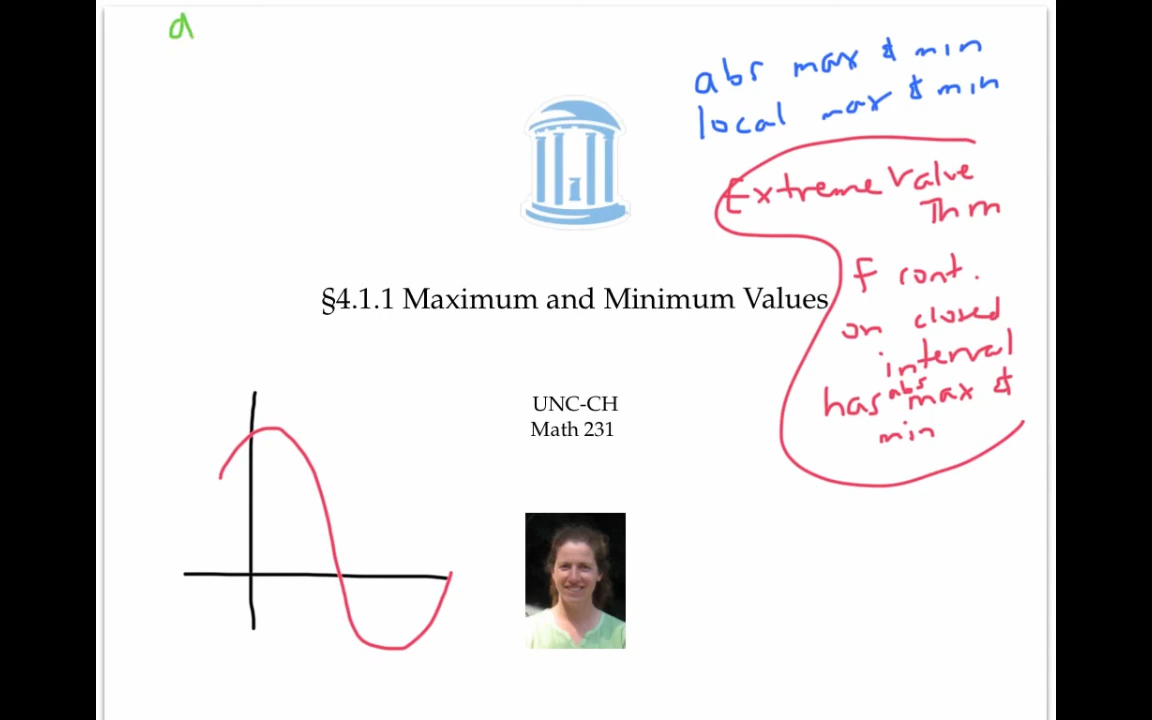 a
abs max & min
local max & min
Extreme Value
Thm
f cont.
on closed
interval
has abs max &
min
§4.1.1 Maximum and Minimum Values
UNC-CH
Math 231